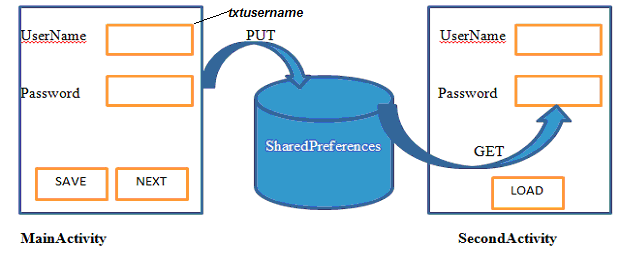 txtusername
UserName
PUT
UserName
Password
Password
SharedPreferences
GET
SAVE
NEXT
LOAD
MainActivity
SecondActivity